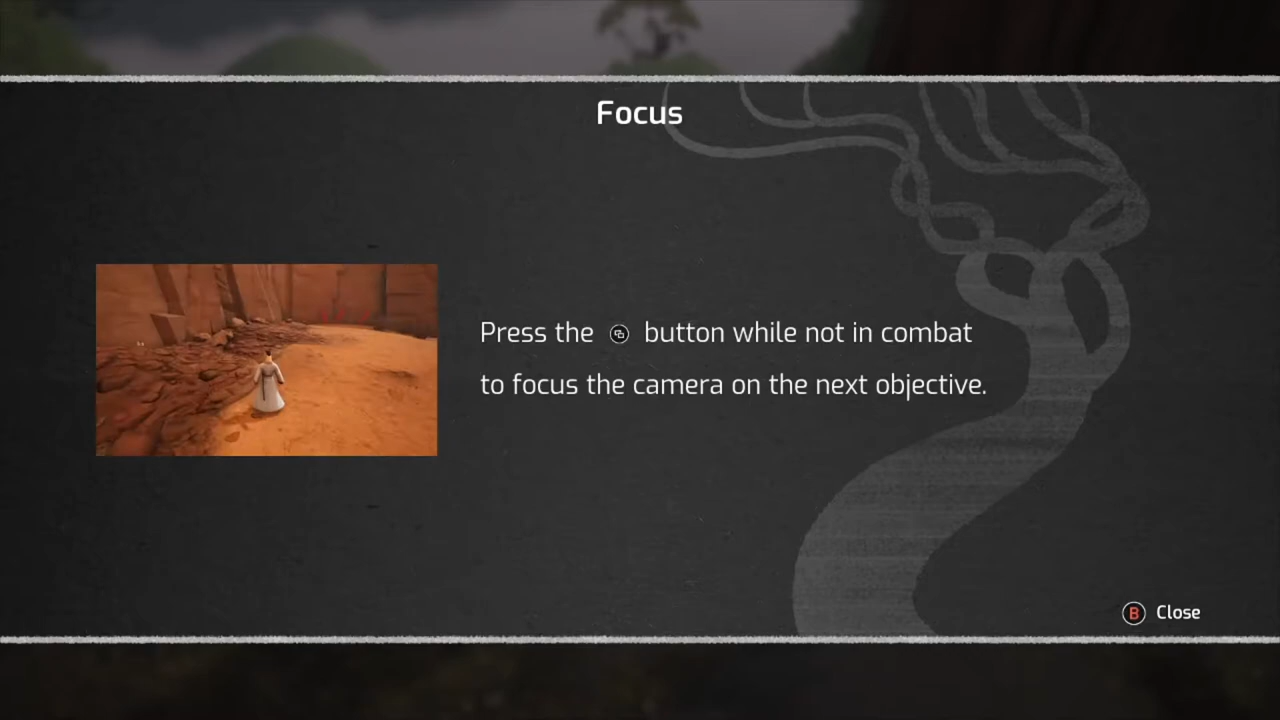 Focus
Press the button while not in combat
to focus the camera on the next objective.
B Close